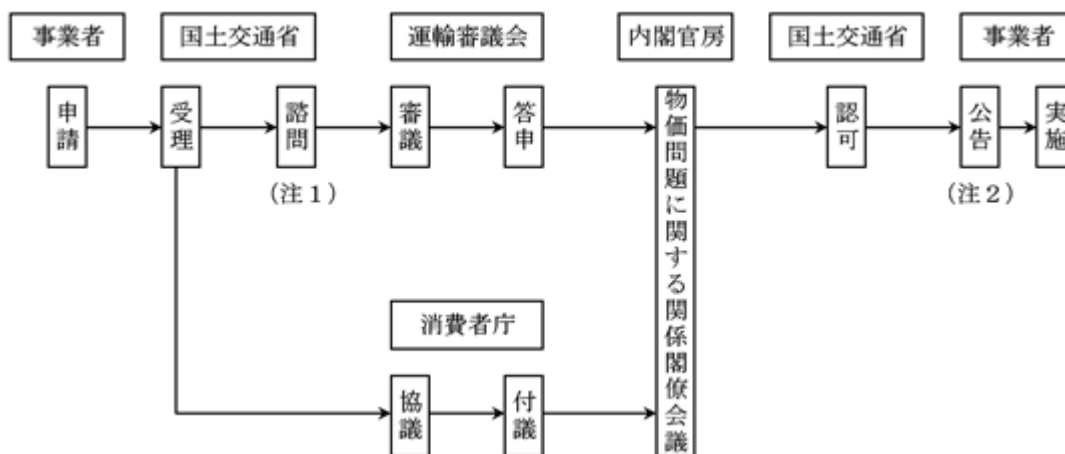 事業者
国土交通省
運輸審議会
内閣官房
国土交通省
事業者
申請
受理
諮問
審議
答申
物価問題に関する関係閣僚会議
認可
公告
実施
(注1)
(注2)
消費者庁
協議
付議